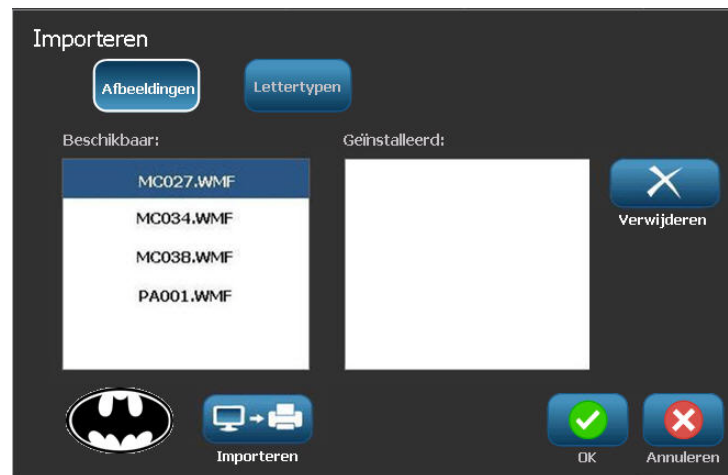 Importeren
Afbeeldingen
Lettertypen
Beschikbaar:
Geïnstalleerd:
MC027.WMF
MC034.WMF
MC038.WMF
PA001.WMF
Verwijderen
Importeren
OK
Annuleren